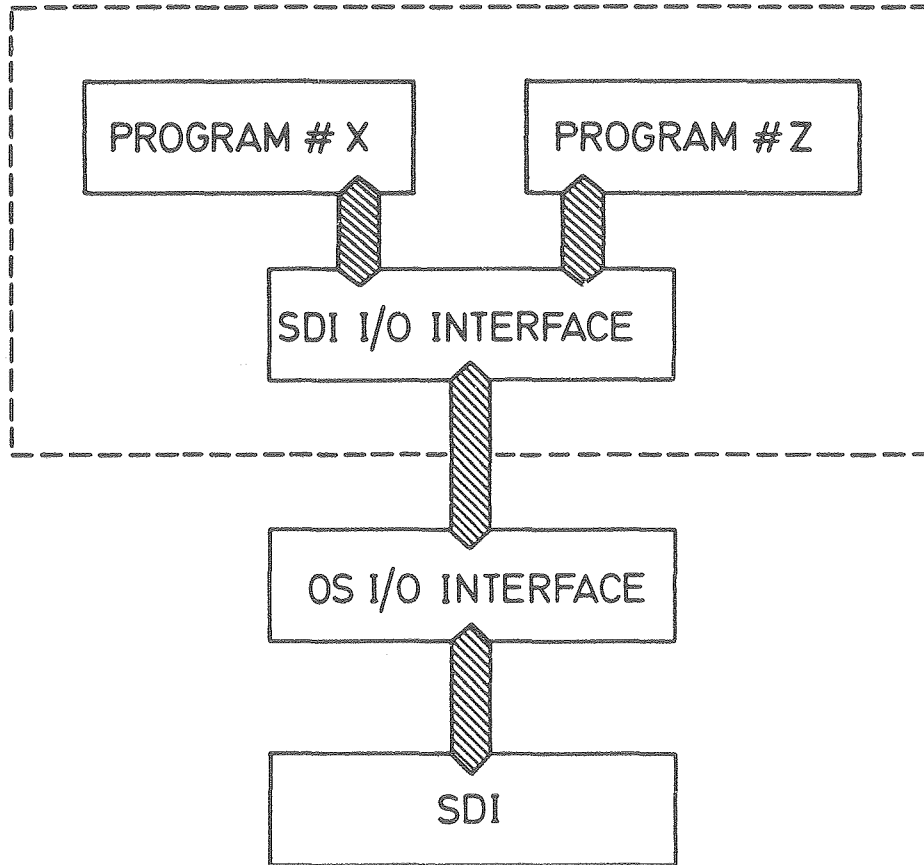 PROGRAM # X
PROGRAM # Z
SDI I/O INTERFACE
OS I/O INTERFACE
SDI